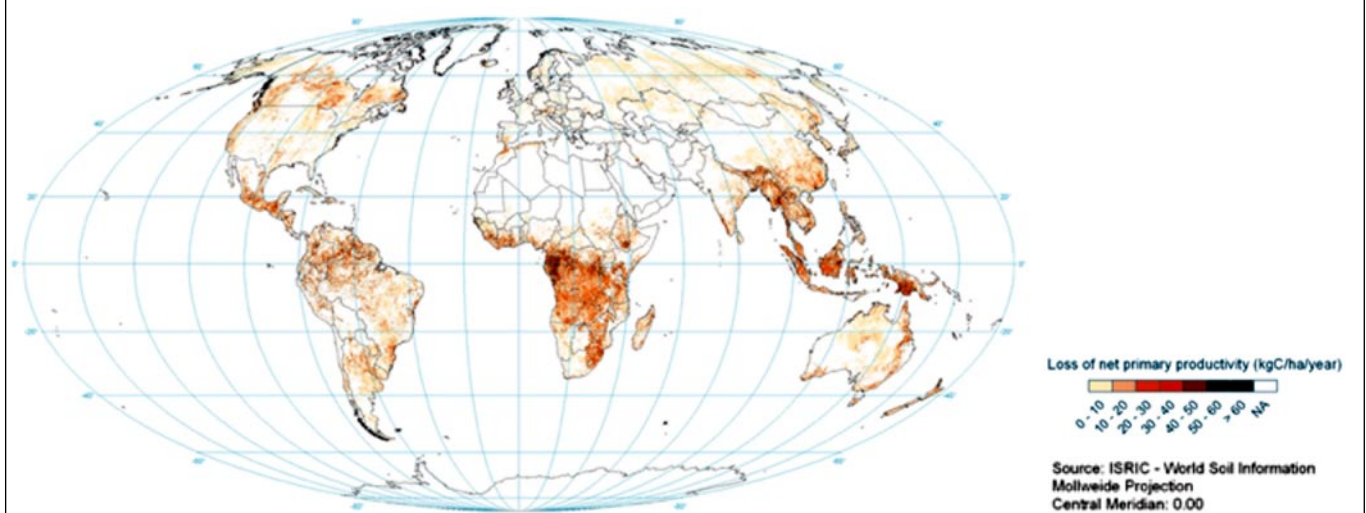 Loss of net primary productivity (kgC/ha/year)
0 - 10
10 - 20
20 - 30
30 - 40
40 - 50
50 - 60
> 60
NA
Source: ISRIC - World Soil Information
Mollweide Projection
Central Meridian: 0.00